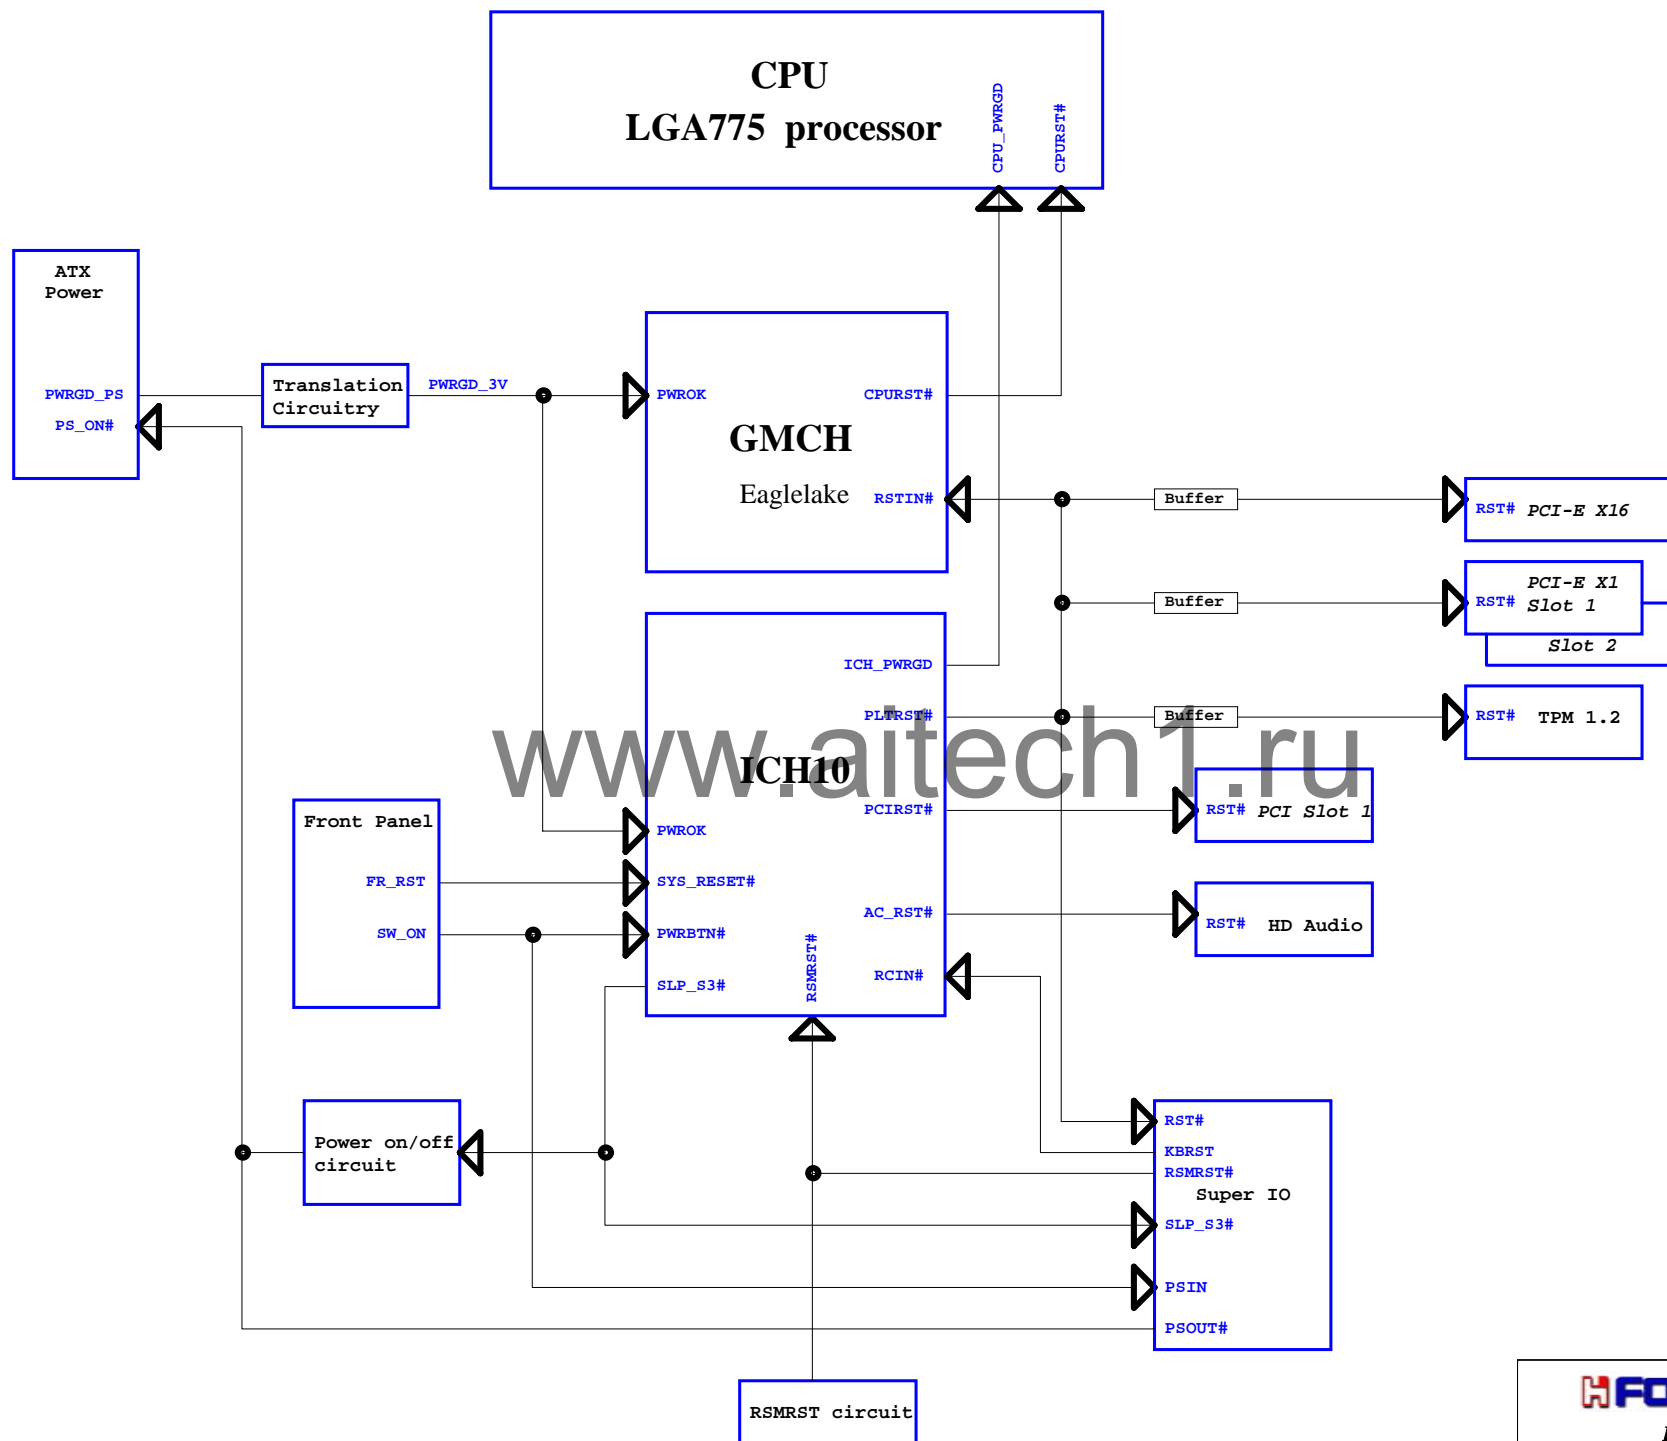 CPU
LGA775 processor
CPU_PWRGD
CPURST#
ATX
Power
PWRGD_PS
PS_ON#
Translation
Circuitry
PWRGD_3V
PWROK
CPURST#
GMCH
Eaglelake
RSTIN#
Buffer
RST# PCI-E X16
Buffer
RST#
PCI-E X1
Slot 1
Slot 2
ICH_PWRGD
PLTRST#
Buffer
RST# TPM 1.2
www.aitech1.ru
ICH10
PCIRST#
RST# PCI Slot 1
Front Panel
PWROK
FR_RST
SYS_RESET#
SW_ON
PWRBTN#
AC_RST#
RST# HD Audio
SLP_S3#
RSMRST#
RCIN#
Power on/off
circuit
RST#
KBRST
RSMRST#
Super IO
SLP_S3#
PSIN
PSOUT#
RSMRST circuit